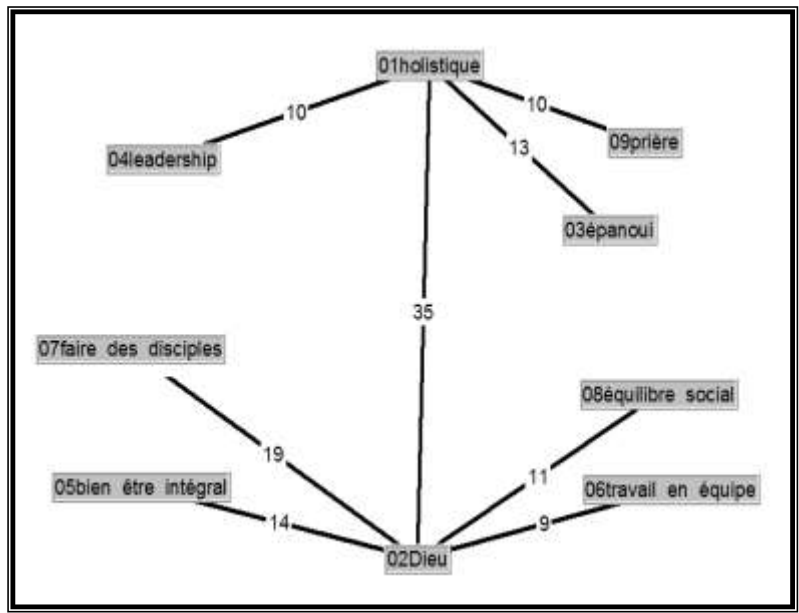 01holistique
10
10
04leadership
09prière
13
03épanoui
35
07faire des disciples
08équilibre social
19
11
05bien être intégral
06travail en équipe
14
9
02Dieu